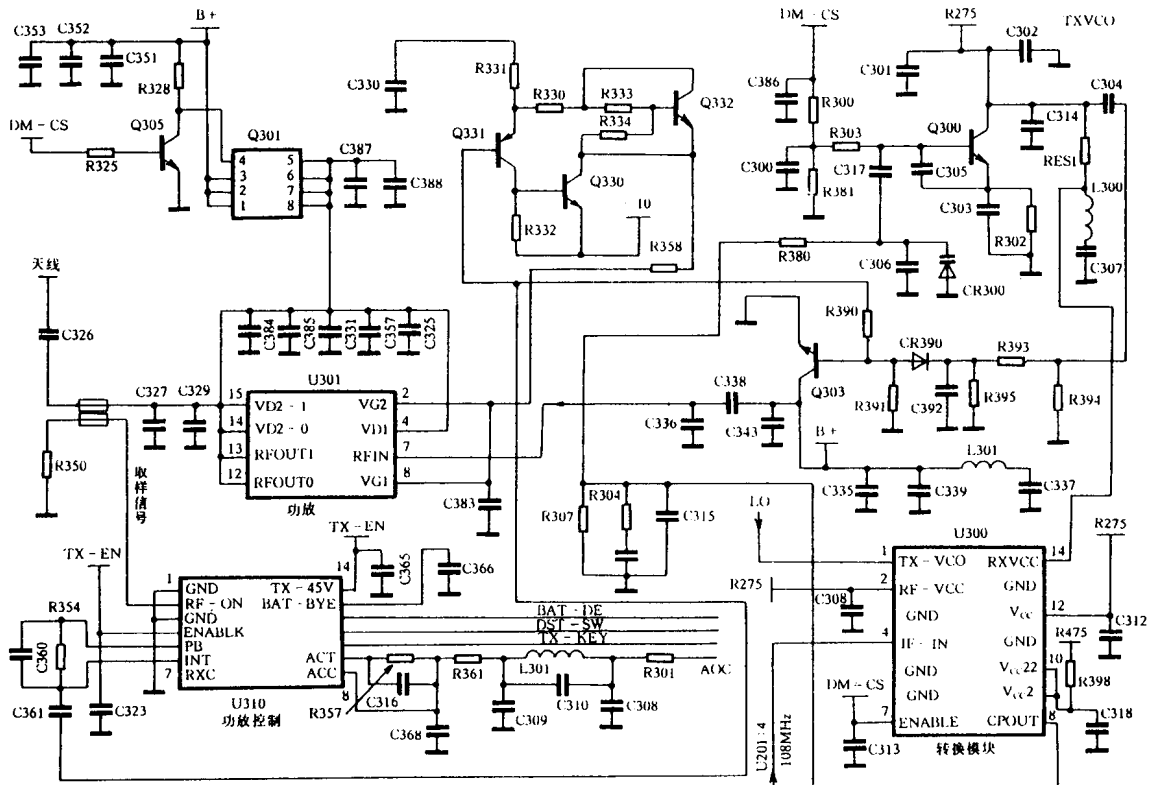 B+
C353
C352
C351
R328
DM-CS
R325
Q305
Q301
4
3
2
1
5
6
7
8
C387
C388
C330
R331
R330
R333
R334
Q332
Q331
Q330
R332
10
R358
DM-CS
C386
R300
C300
R381
R303
C317
R275
C302
TXVCO
C301
C304
C314
Q300
RES1
C305
L300
C303
R302
C307
R380
C306
CR300
天线
C326
C384
C385
C331
C357
C325
R390
CR390
R393
Q303
R391
C392
R395
R394
C327
C329
U301
15
VD2-1
VG2
2
14
VD2-0
VD1
4
13
RFOUT1
RFIN
7
12
RFOUT0
VG1
8
功放
C383
C336
C338
C343
B+
L301
C335
C339
C337
R350
取样信号
R307
R304
C315
LO
U300
R275
TX-EN
TX-EN
C365
C366
1
GND
TX-45V
14
RF-ON
BAT-BYE
GND
ENABLK
PB
INT
ACT
7
RXC
ACC
8
U310
功放控制
R354
C360
C361
C323
BAT-DE
DST-SW
TX-KEY
R357
C316
R361
L301
C310
R301
AOC
C309
C308
C368
R275
C308
1
TX-VCO
RXVCC
14
2
RF-VCC
GND
GND
Vcc
12
4
IF-IN
GND
GND
Vcc22
10
GND
Vcc2
7
ENABLE
CPOUT
8
转换模块
DM-CS
C313
U201:4
108MHz
C312
R475
R398
C318